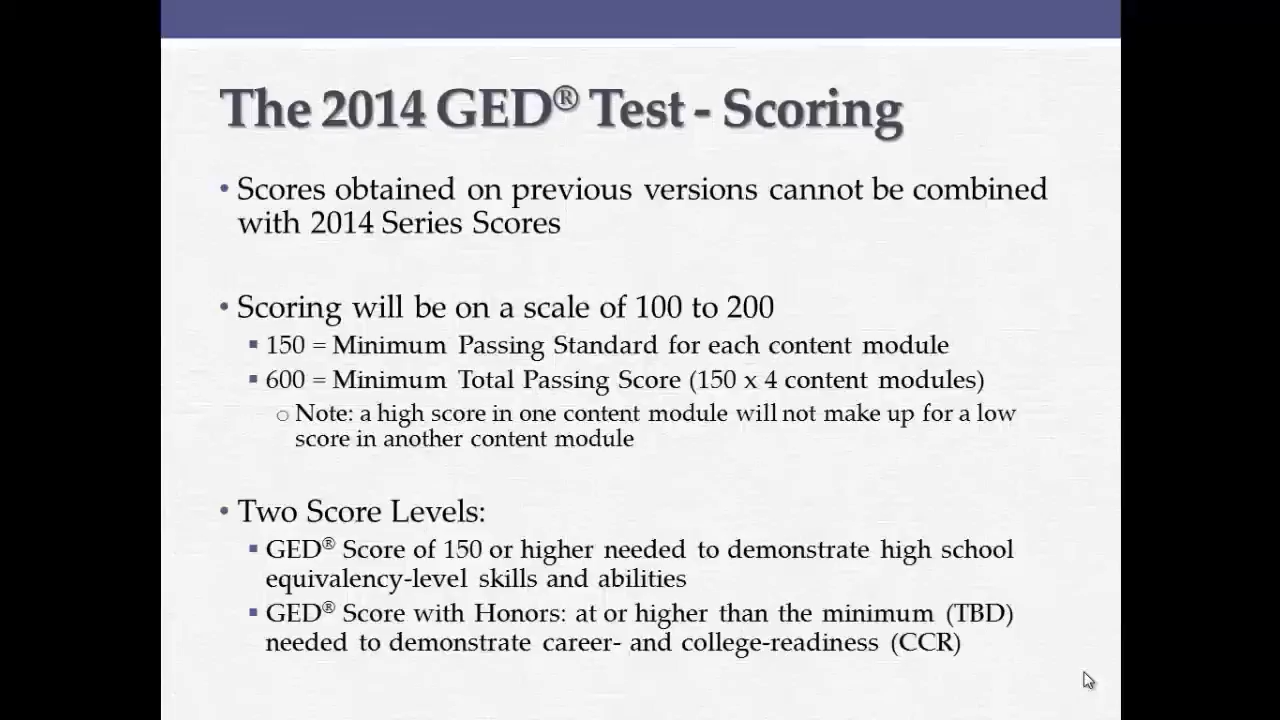 The 2014 GED® Test - Scoring
• Scores obtained on previous versions cannot be combined
with 2014 Series Scores
• Scoring will be on a scale of 100 to 200
▪ 150 = Minimum Passing Standard for each content module
▪ 600 = Minimum Total Passing Score (150 x 4 content modules)
○ Note: a high score in one content module will not make up for a low
score in another content module
• Two Score Levels:
▪ GED® Score of 150 or higher needed to demonstrate high school
equivalency-level skills and abilities
▪ GED® Score with Honors: at or higher than the minimum (TBD)
needed to demonstrate career- and college-readiness (CCR)